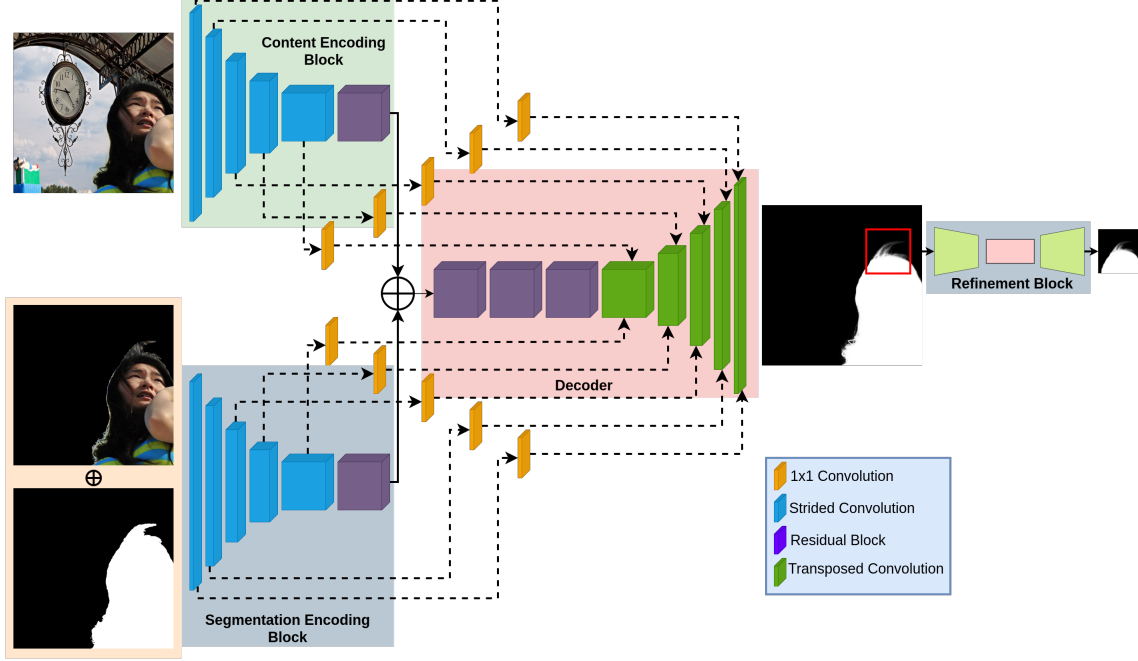 Content Encoding
Block
Decoder
Refinement Block
Segmentation Encoding
Block
1x1 Convolution
Strided Convolution
Residual Block
Transposed Convolution